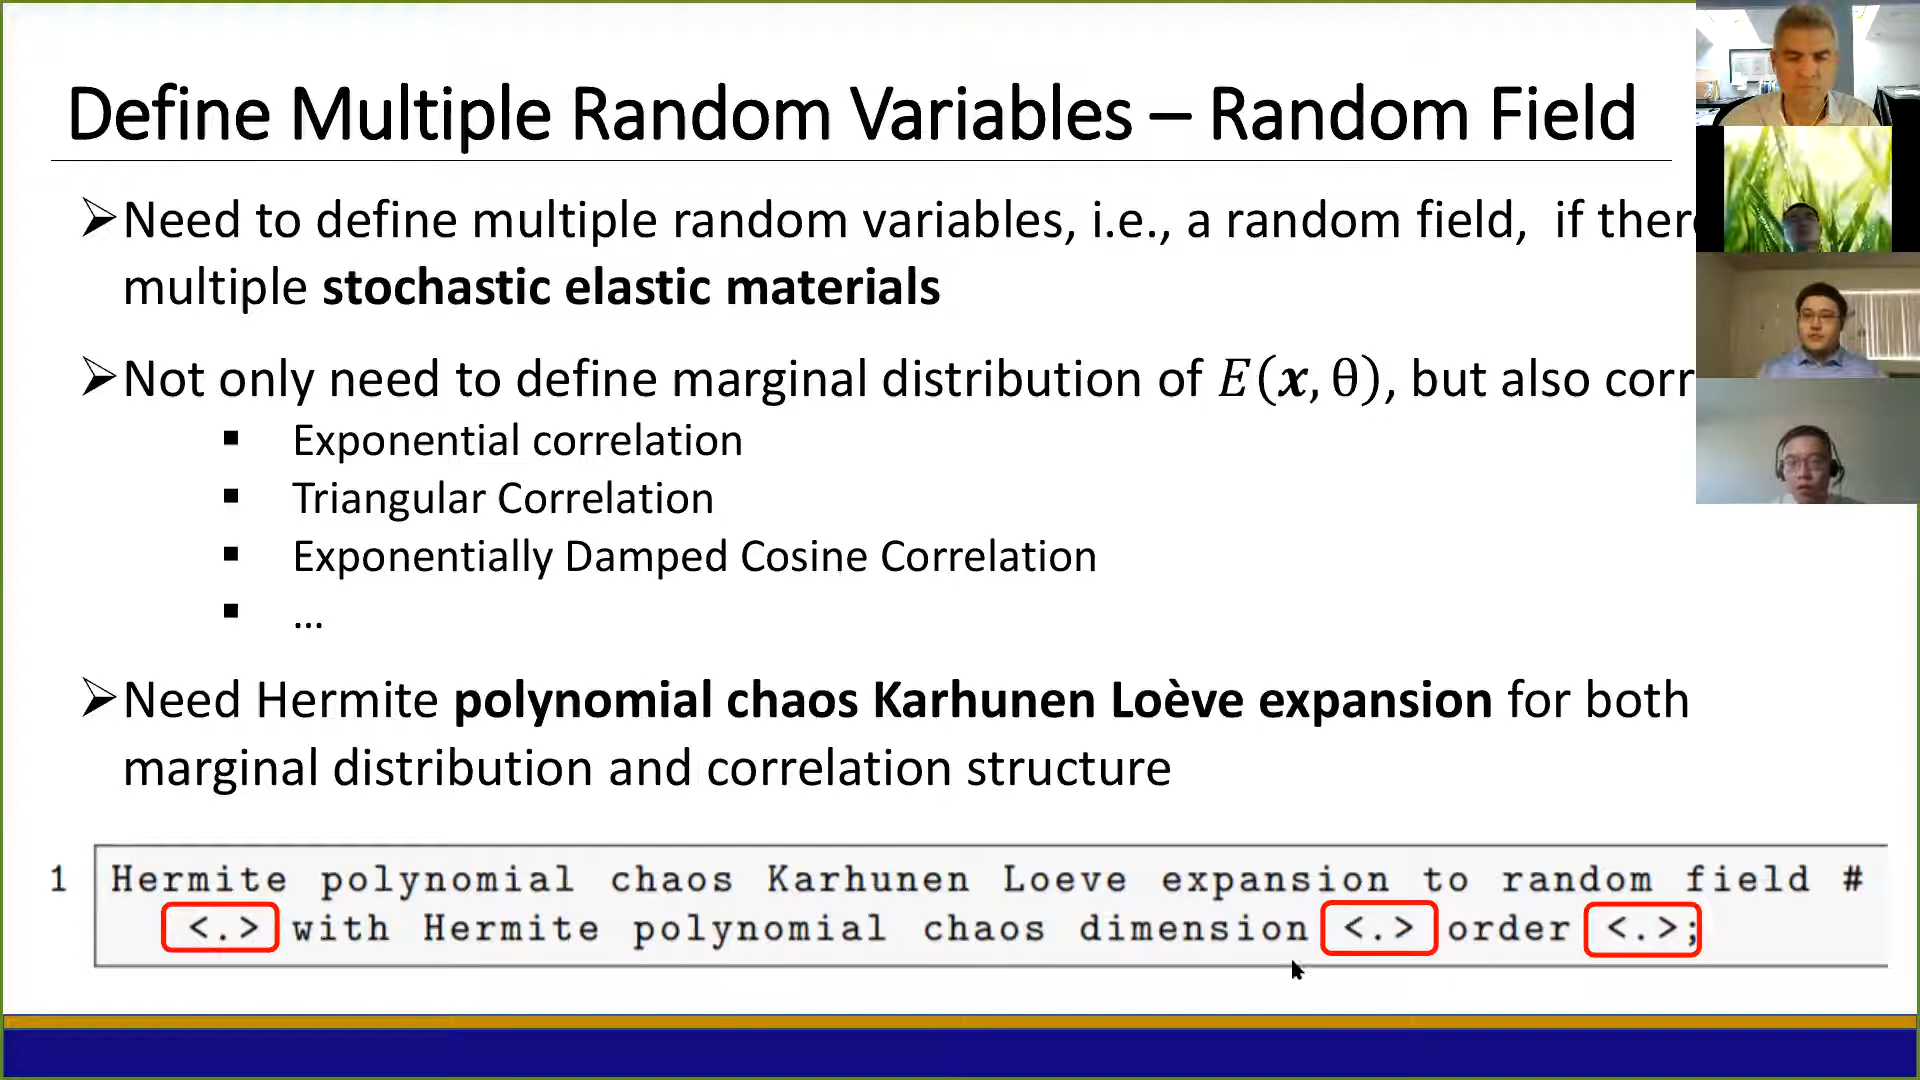 Define Multiple Random Variables – Random Field
➢Need to define multiple random variables, i.e., a random field, if
multiple stochastic elastic materials
➢Not only need to define marginal distribution of E(x, θ), but also
▪ Exponential correlation
▪ Triangular Correlation
▪ Exponentially Damped Cosine Correlation
▪ ...
➢Need Hermite polynomial chaos Karhunen Loève expansion for both
marginal distribution and correlation structure
1 Hermite polynomial chaos Karhunen Loeve expansion to random field #
<.> with Hermite polynomial chaos dimension <.> order <.>;